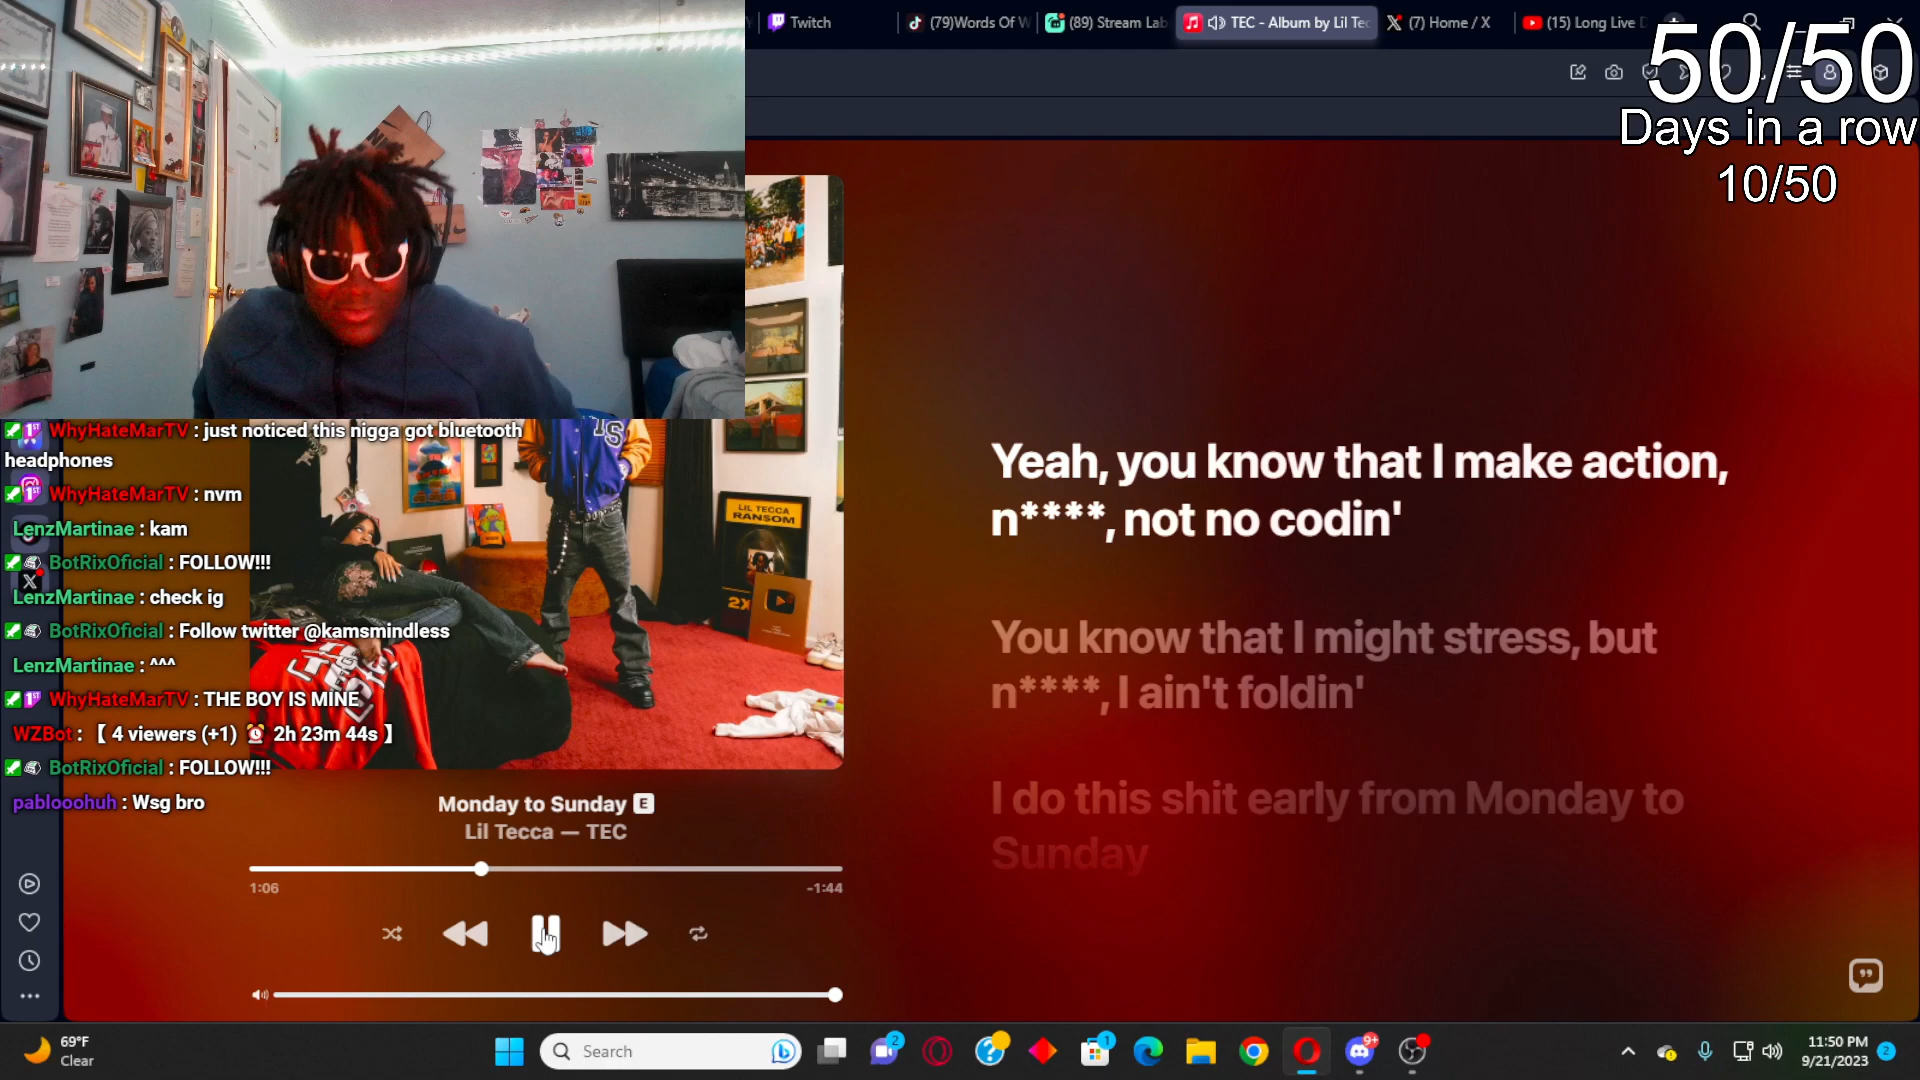 Twitch
(79)Words Of W
(89) Stream Lab
TEC - Album by Lil Tec
(7) Home / X
(15) Long Live
50/50
Days in a row
10/50
WhyHateMarTV : just noticed this nigga got bluetooth
headphones
WhyHateMarTV : nvm
LenzMartinae : kam
BotRixOficial : FOLLOW!!!
LenzMartinae : check ig
BotRixOficial : Follow twitter @kamsmindless
LenzMartinae : ^^^
WhyHateMarTV : THE BOY IS MINE
WZBot : 【 4 viewers (+1) ⏰ 2h 23m 44s 】
BotRixOficial : FOLLOW!!!
pablooohuh : Wsg bro
LIL TECCA
RANSOM
2X
Yeah, you know that I make action,
n****, not no codin'
You know that I might stress, but
n****, I ain't foldin'
I do this shit early from Monday to
Sunday
Monday to Sunday E
Lil Tecca — TEC
1:06
-1:44
69°F
Clear
Search
2
1
9+
11:50 PM
9/21/2023
2